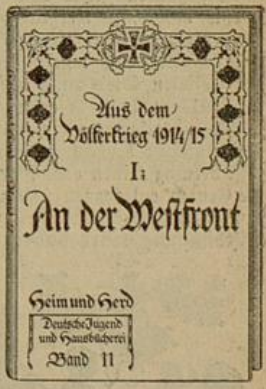 Aus dem
Völkerkrieg 1914/15
I:
An der Westfront
Heim und Herd
Deutsche Jugend
und Hausbücherei
Band 11